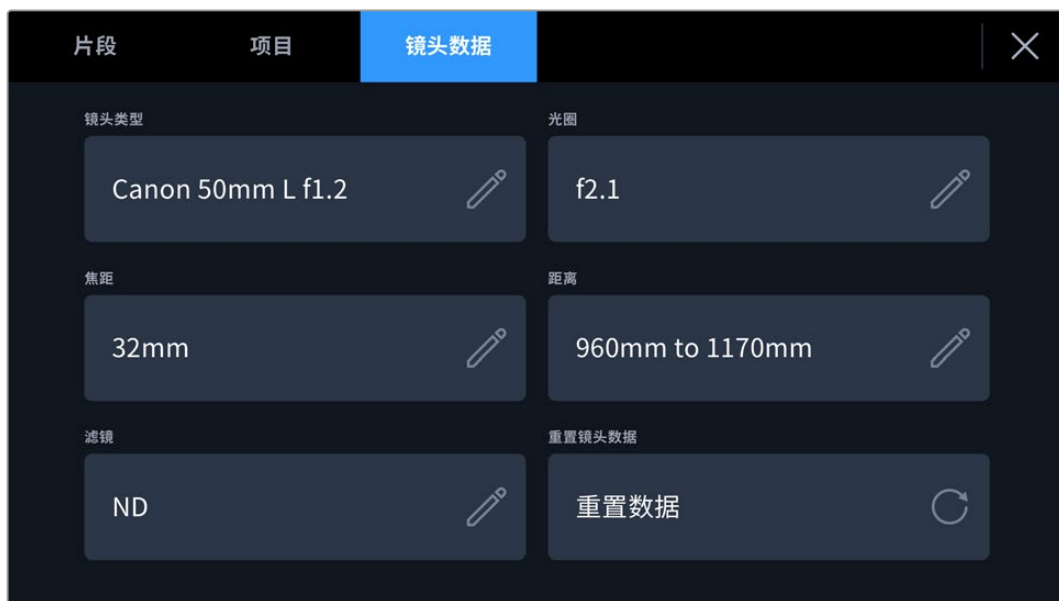 片段 项目 镜头数据
镜头类型 光圈
Canon 50mm L f1.2 f2.1
焦距 距离
32mm 960mm to 1170mm
滤镜 重置镜头数据
ND 重置数据